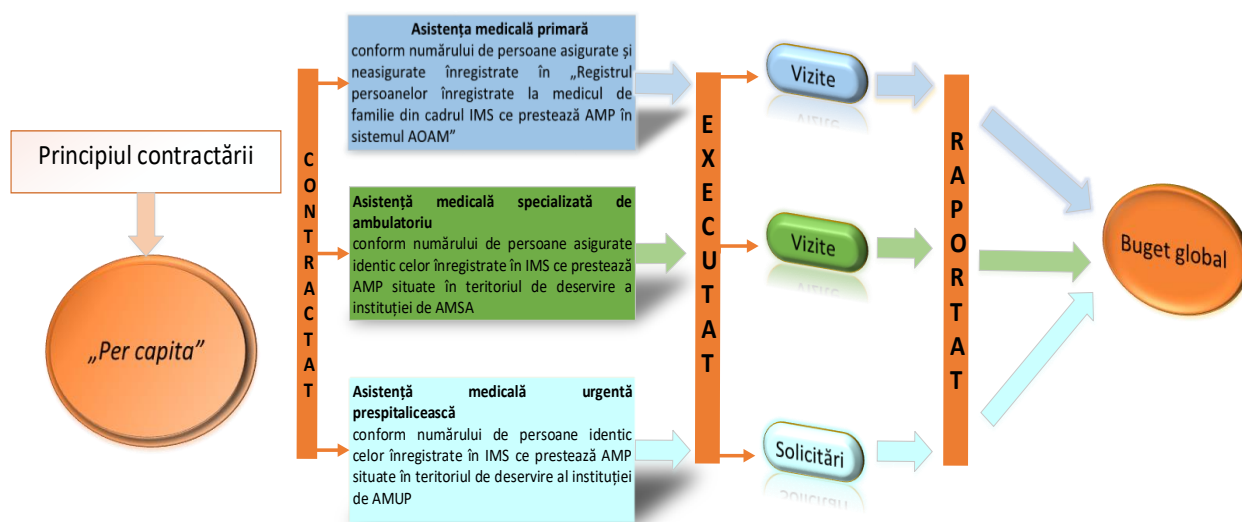 Principiul contractării
„Per capita”
CONTRACTAT
Asistența medicală primară
conform numărului de persoane asigurate și
neasigurate înregistrate în „Registrul
persoanelor înregistrate la medicul de
familie din cadrul IMS ce prestează AMP în
sistemul AOAM”
Asistență medicală specializată de
ambulatoriu
conform numărului de persoane asigurate
identic celor înregistrate în IMS ce prestează
AMP situate în teritoriul de deservire a
instituției de AMSA
Asistență medicală urgentă
prespitalicească
conform numărului de persoane identic
celor înregistrate în IMS ce prestează AMP
situate în teritoriul de deservire al instituției
de AMUP
EXECUTAT
Vizite
Vizite
Solicitări
RAPORTAT
Buget global